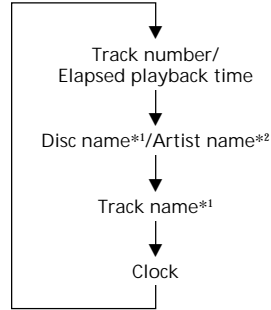 Track number/
Elapsed playback time
Disc name*¹/Artist name*²
Track name*¹
Clock